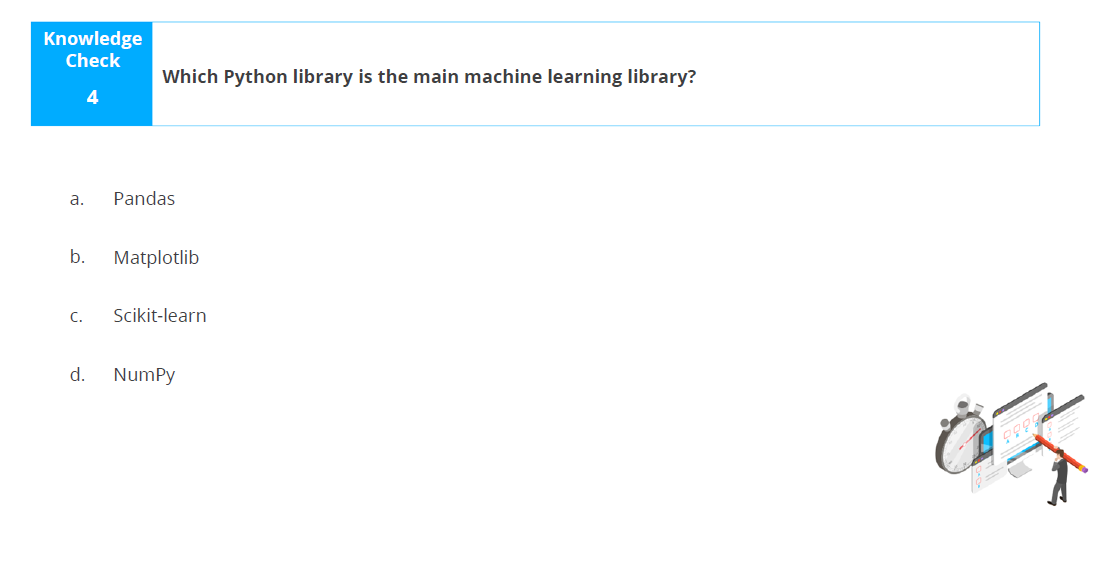 Knowledge
Check
4
Which Python library is the main machine learning library?
a. Pandas
b. Matplotlib
c. Scikit-learn
d. NumPy